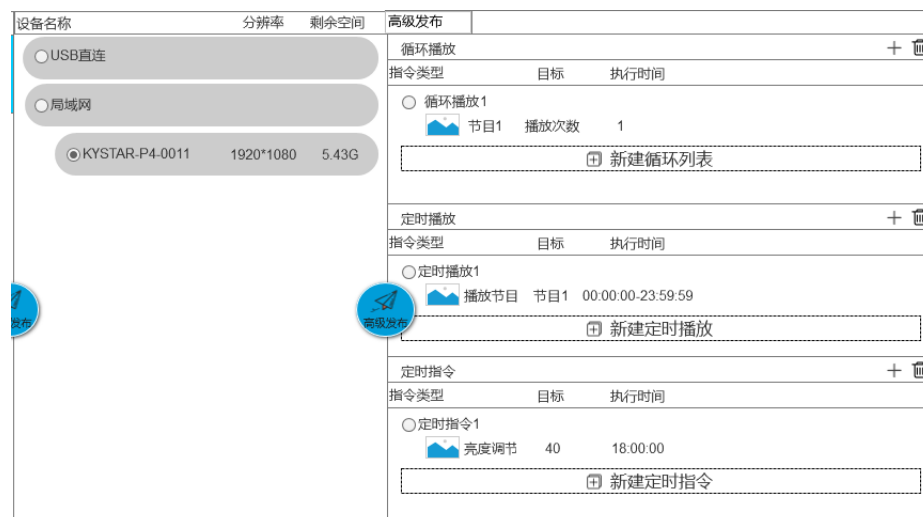 设备名称 分辨率 剩余空间
USB直连
局域网
KYSTAR-P4-0011 1920*1080 5.43G
发布
高级发布
高级发布
循环播放
指令类型 目标 执行时间
循环播放1
节目1 播放次数 1
新建循环列表
定时播放
指令类型 目标 执行时间
定时播放1
播放节目 节目1 00:00:00-23:59:59
新建定时播放
定时指令
指令类型 目标 执行时间
定时指令1
亮度调节 40 18:00:00
新建定时指令